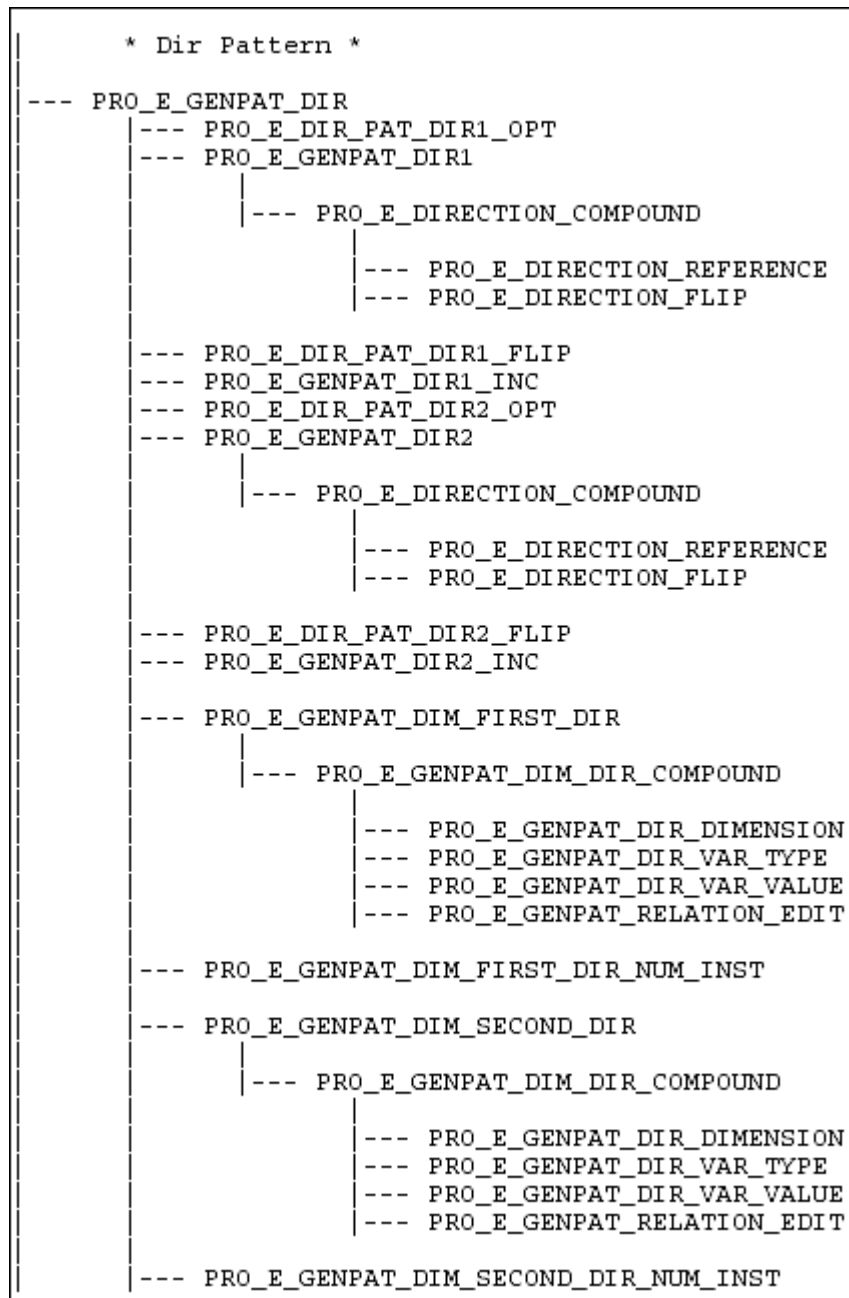 * Dir Pattern *
|--- PRO_E_GENPAT_DIR
|--- PRO_E_DIR_PAT_DIR1_OPT
|--- PRO_E_GENPAT_DIR1
|--- PRO_E_DIRECTION_COMPOUND
|--- PRO_E_DIRECTION_REFERENCE
|--- PRO_E_DIRECTION_FLIP
|--- PRO_E_DIR_PAT_DIR1_FLIP
|--- PRO_E_GENPAT_DIR1_INC
|--- PRO_E_DIR_PAT_DIR2_OPT
|--- PRO_E_GENPAT_DIR2
|--- PRO_E_DIRECTION_COMPOUND
|--- PRO_E_DIRECTION_REFERENCE
|--- PRO_E_DIRECTION_FLIP
|--- PRO_E_DIR_PAT_DIR2_FLIP
|--- PRO_E_GENPAT_DIR2_INC
|--- PRO_E_GENPAT_DIM_FIRST_DIR
|--- PRO_E_GENPAT_DIM_DIR_COMPOUND
|--- PRO_E_GENPAT_DIR_DIMENSION
|--- PRO_E_GENPAT_DIR_VAR_TYPE
|--- PRO_E_GENPAT_DIR_VAR_VALUE
|--- PRO_E_GENPAT_RELATION_EDIT
|--- PRO_E_GENPAT_DIM_FIRST_DIR_NUM_INST
|--- PRO_E_GENPAT_DIM_SECOND_DIR
|--- PRO_E_GENPAT_DIM_DIR_COMPOUND
|--- PRO_E_GENPAT_DIR_DIMENSION
|--- PRO_E_GENPAT_DIR_VAR_TYPE
|--- PRO_E_GENPAT_DIR_VAR_VALUE
|--- PRO_E_GENPAT_RELATION_EDIT
|--- PRO_E_GENPAT_DIM_SECOND_DIR_NUM_INST